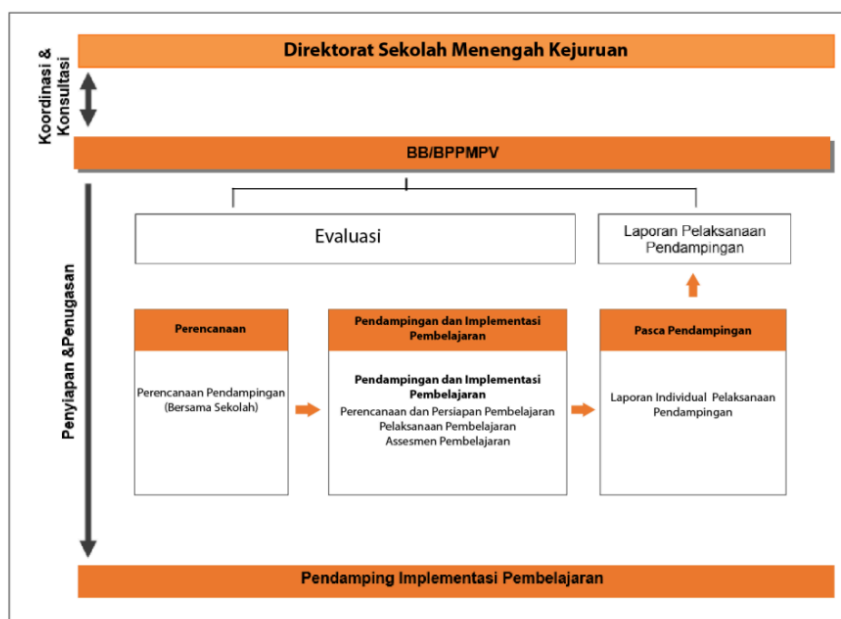 Koordinasi &
Konsultasi
Direktorat Sekolah Menengah Kejuruan
BB/BPPMPV
Penyiapan &Penugasan
Evaluasi
Laporan Pelaksanaan
Pendampingan
Perencanaan
Perencanaan Pendampingan
(Bersama Sekolah)
Pendampingan dan Implementasi
Pembelajaran
Pendampingan dan Implementasi
Pembelajaran
Perencanaan dan Persiapan Pembelajaran
Pelaksanaan Pembelajaran
Assesmen Pembelajaran
Pasca Pendampingan
Laporan Individual Pelaksanaan
Pendampingan
Pendamping Implementasi Pembelajaran